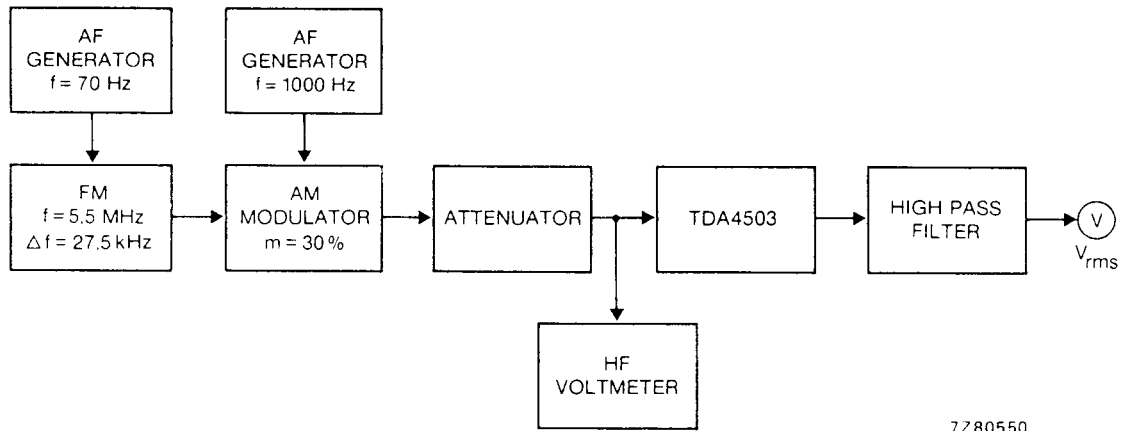 AF
GENERATOR
f = 70 Hz
AF
GENERATOR
f = 1000 Hz
FM
f = 5.5 MHz
Δf = 27.5 kHz
AM
MODULATOR
m = 30 %
ATTENUATOR
TDA4503
HIGH PASS
FILTER
V
Vrms
HF
VOLTMETER
7Z80550